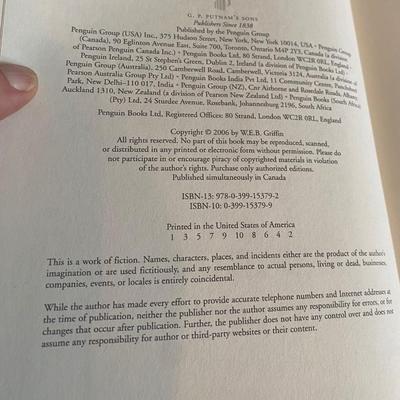 G. P. PUTNAM'S SONS
Publishers Since 1838
Published by the Penguin Group
Penguin Group (USA) Inc., 375 Hudson Street, New York, New York 10014, USA • Penguin Group
(Canada), 90 Eglinton Avenue East, Suite 700, Toronto, Ontario M4P 2Y3, Canada (a division
of Pearson Penguin Canada Inc.) • Penguin Books Ltd, 80 Strand, London WC2R 0RL, England •
Penguin Ireland, 25 St Stephen's Green, Dublin 2, Ireland (a division of Penguin Books Ltd) •
Penguin Group (Australia), 250 Camberwell Road, Camberwell, Victoria 3124, Australia (a division of
Pearson Australia Group Pty Ltd) • Penguin Books India Pvt Ltd, 11 Community Centre, Panchsheel
Park, New Delhi–110 017, India • Penguin Group (NZ), Cnr Airborne and Rosedale Roads, Albany,
Auckland 1310, New Zealand (a division of Pearson New Zealand Ltd) • Penguin Books (South Africa)
(Pty) Ltd, 24 Sturdee Avenue, Rosebank, Johannesburg 2196, South Africa
Penguin Books Ltd, Registered Offices: 80 Strand, London WC2R 0RL, England
Copyright © 2006 by W.E.B. Griffin
All rights reserved. No part of this book may be reproduced, scanned,
or distributed in any printed or electronic form without permission. Please do
not participate in or encourage piracy of copyrighted materials in violation
of the author's rights. Purchase only authorized editions.
Published simultaneously in Canada
ISBN-13: 978-0-399-15379-2
ISBN-10: 0-399-15379-9
Printed in the United States of America
1 3 5 7 9 10 8 6 4 2
This is a work of fiction. Names, characters, places, and incidents either are the product of the author's
imagination or are used fictitiously, and any resemblance to actual persons, living or dead, businesses,
companies, events, or locales is entirely coincidental.
While the author has made every effort to provide accurate telephone numbers and Internet addresses at
the time of publication, neither the publisher nor the author assumes any responsibility for errors, or for
changes that occur after publication. Further, the publisher does not have any control over and does not
assume any responsibility for author or third-party websites or their content.